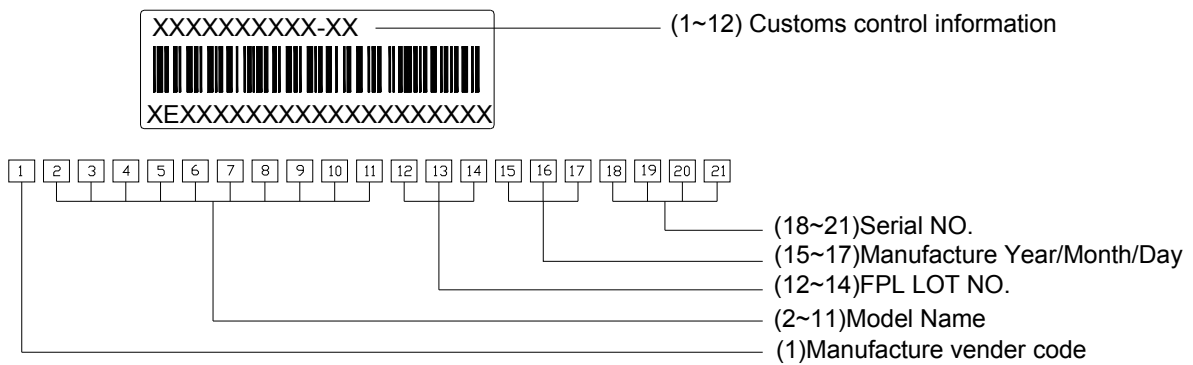 XXXXXXXXXX-XX (1~12) Customs control information
XEXXXXXXXXXXXXXXXXXXX
1 2 3 4 5 6 7 8 9 10 11 12 13 14 15 16 17 18 19 20 21
(18~21)Serial NO.
(15~17)Manufacture Year/Month/Day
(12~14)FPL LOT NO.
(2~11)Model Name
(1)Manufacture vender code